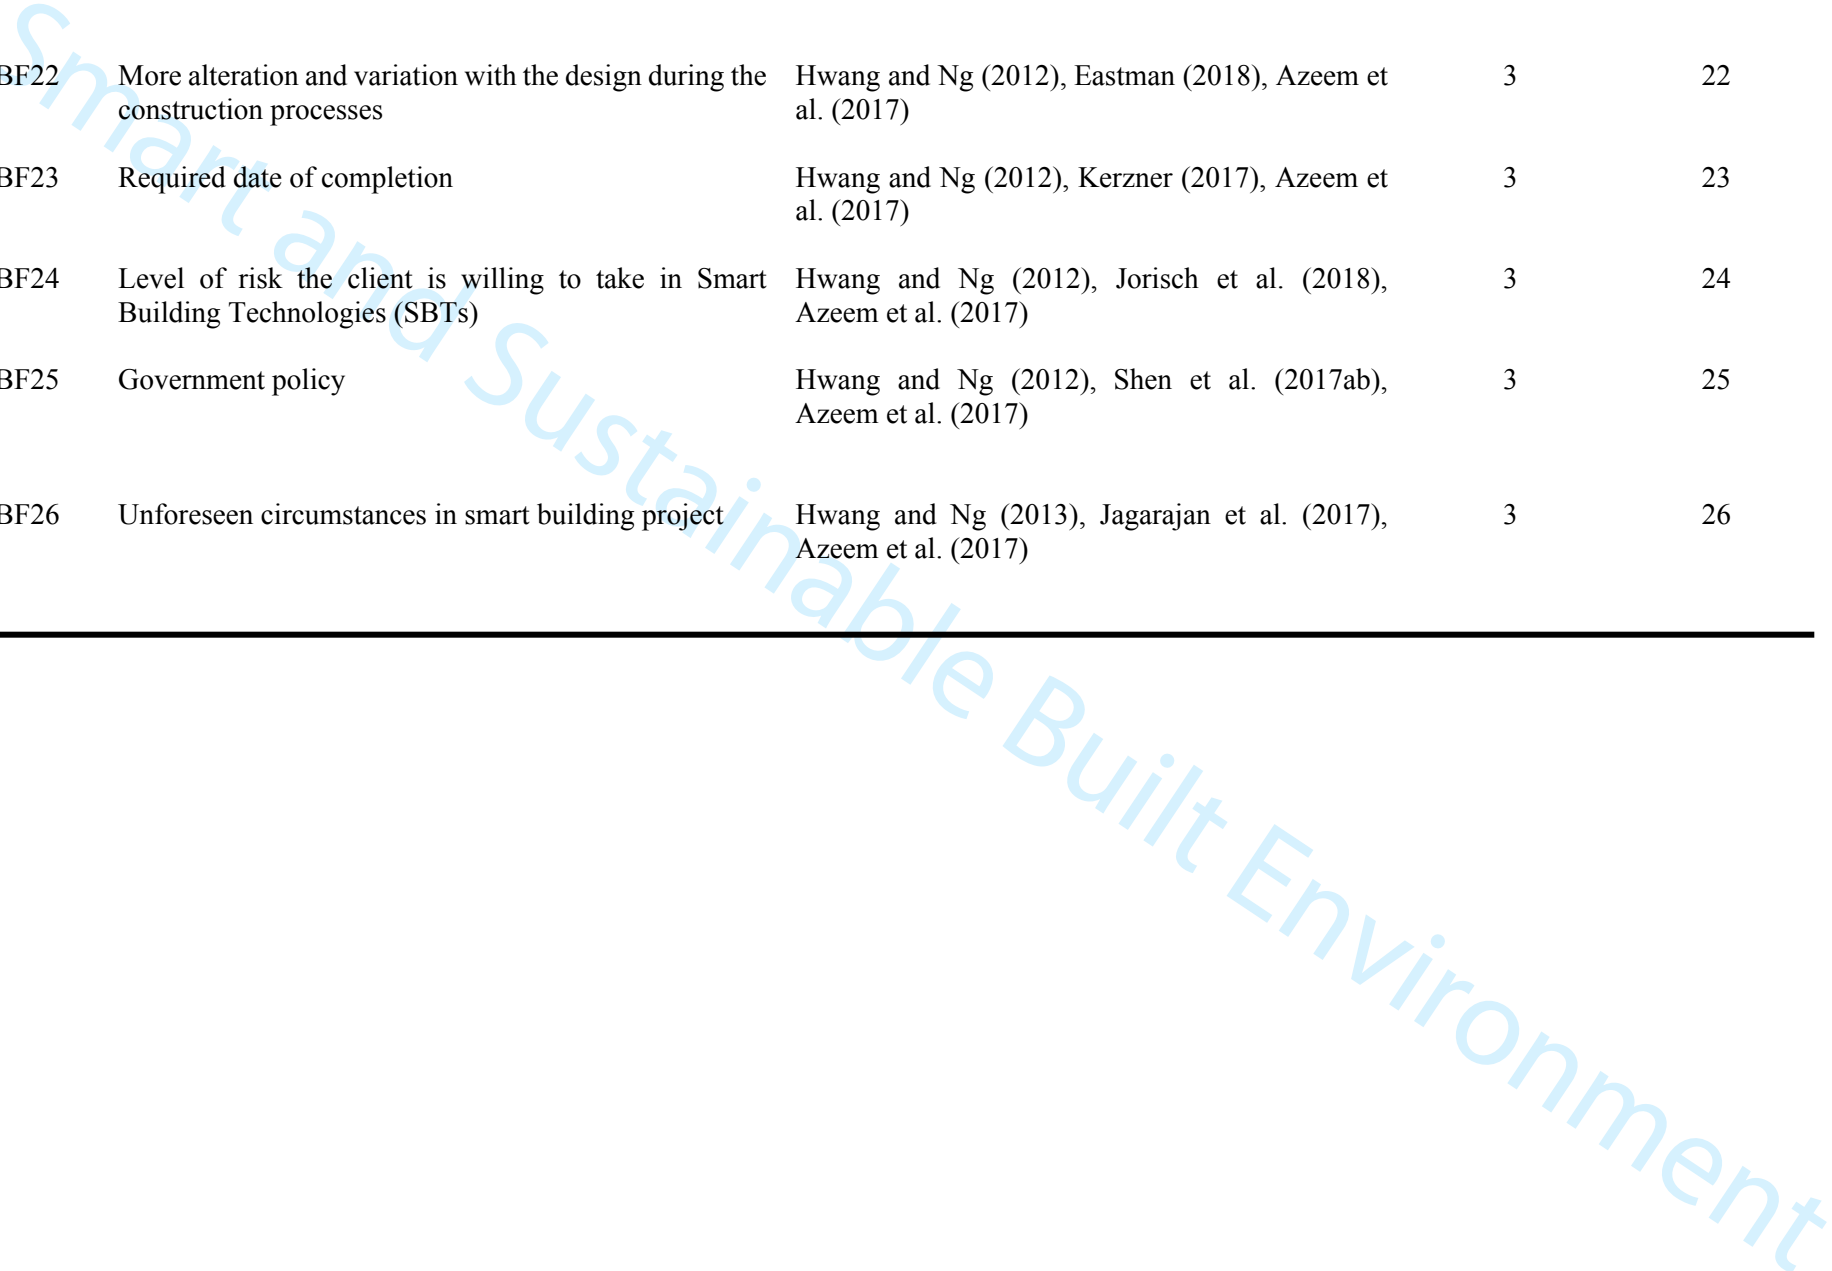 BF22 More alteration and variation with the design during the Hwang and Ng (2012), Eastman (2018), Azeem et 3 22
construction processes al. (2017)
BF23 Required date of completion Hwang and Ng (2012), Kerzner (2017), Azeem et 3 23
al. (2017)
BF24 Level of risk the client is willing to take in Smart Hwang and Ng (2012), Jorisch et al. (2018), 3 24
Building Technologies (SBTs) Azeem et al. (2017)
BF25 Government policy Hwang and Ng (2012), Shen et al. (2017ab), 3 25
Azeem et al. (2017)
BF26 Unforeseen circumstances in smart building project Hwang and Ng (2013), Jagarajan et al. (2017), 3 26
Azeem et al. (2017)
Smart and Sustainable Built Environment